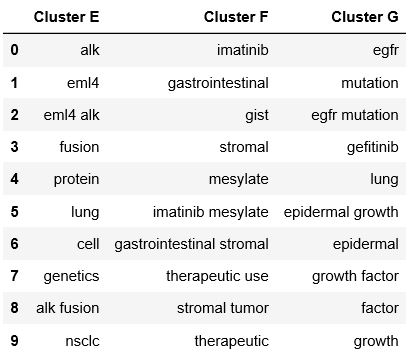 Cluster E Cluster F Cluster G
0 alk imatinib egfr
1 eml4 gastrointestinal mutation
2 eml4 alk gist egfr mutation
3 fusion stromal gefitinib
4 protein mesylate lung
5 lung imatinib mesylate epidermal growth
6 cell gastrointestinal stromal epidermal
7 genetics therapeutic use growth factor
8 alk fusion stromal tumor factor
9 nsclc therapeutic growth